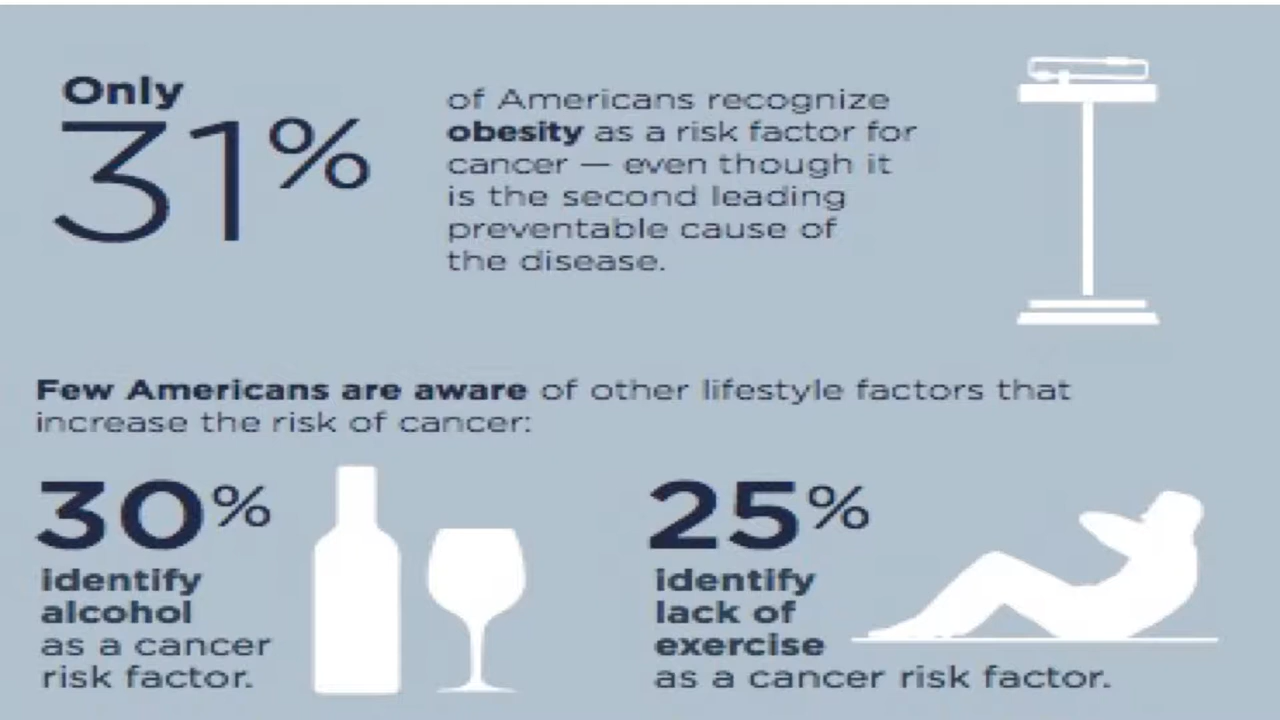 Only
31%
of Americans recognize
obesity as a risk factor for
cancer — even though it
is the second leading
preventable cause of
the disease.
Few Americans are aware of other lifestyle factors that
increase the risk of cancer:
30%
identify
alcohol
as a cancer
risk factor.
25%
identify
lack of
exercise
as a cancer risk factor.